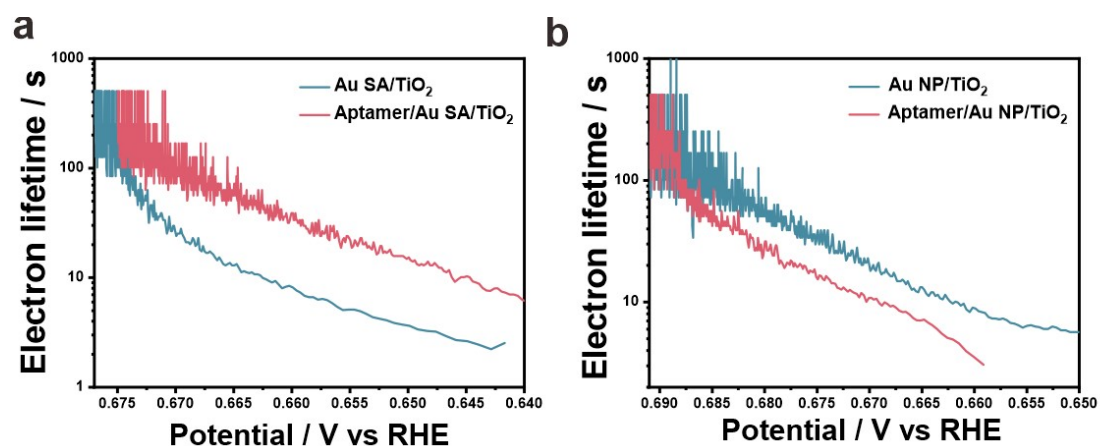 a
1000
100
10
1
Electron lifetime / s
Au SA/TiO₂
Aptamer/Au SA/TiO₂
0.675 0.670 0.665 0.660 0.655 0.650 0.645 0.640
Potential / V vs RHE
b
1000
100
10
Electron lifetime / s
Au NP/TiO₂
Aptamer/Au NP/TiO₂
0.690 0.685 0.680 0.675 0.670 0.665 0.660 0.655 0.650
Potential / V vs RHE